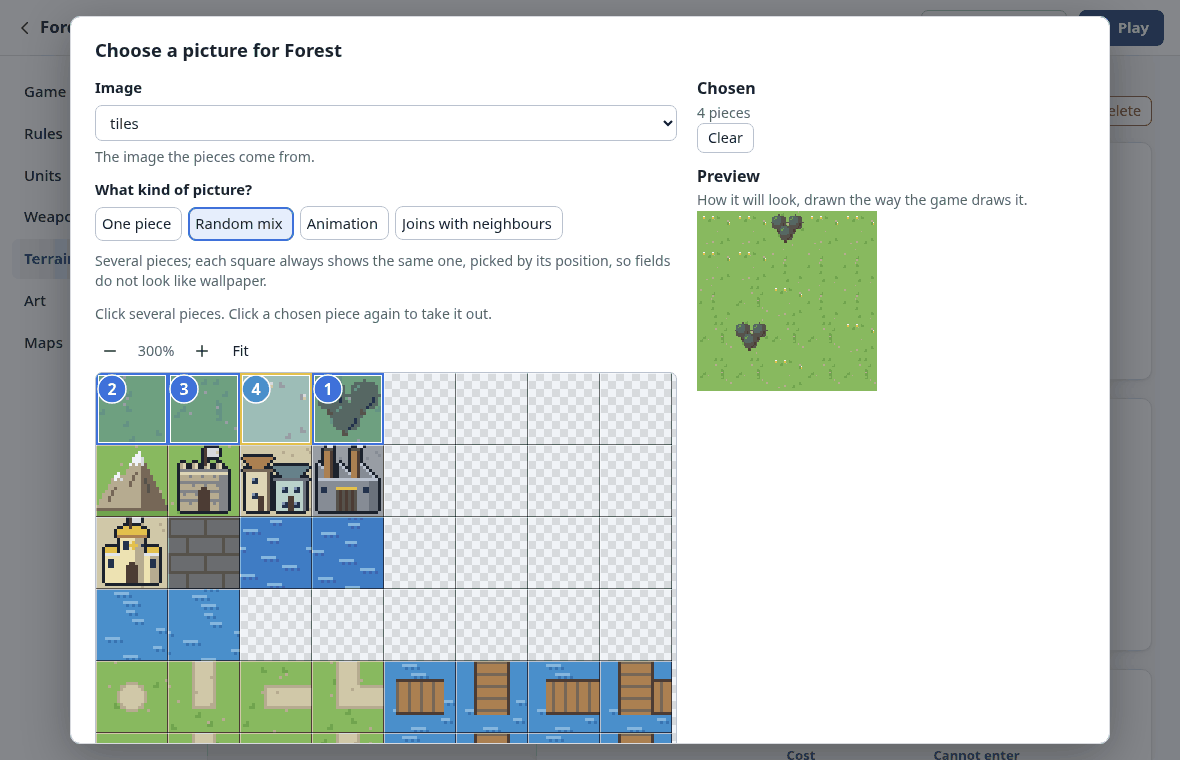 Play
Game
Rules
Units
Art
Maps
Choose a picture for Forest
Image
tiles
The image the pieces come from.
What kind of picture?
One piece
Random mix
Animation
Joins with neighbours
Several pieces; each square always shows the same one, picked by its position, so fields
do not look like wallpaper.
Click several pieces. Click a chosen piece again to take it out.
300%
Fit
2
3
4
1
Chosen
4 pieces
Clear
Preview
How it will look, drawn the way the game draws it.
Cost
Cannot enter